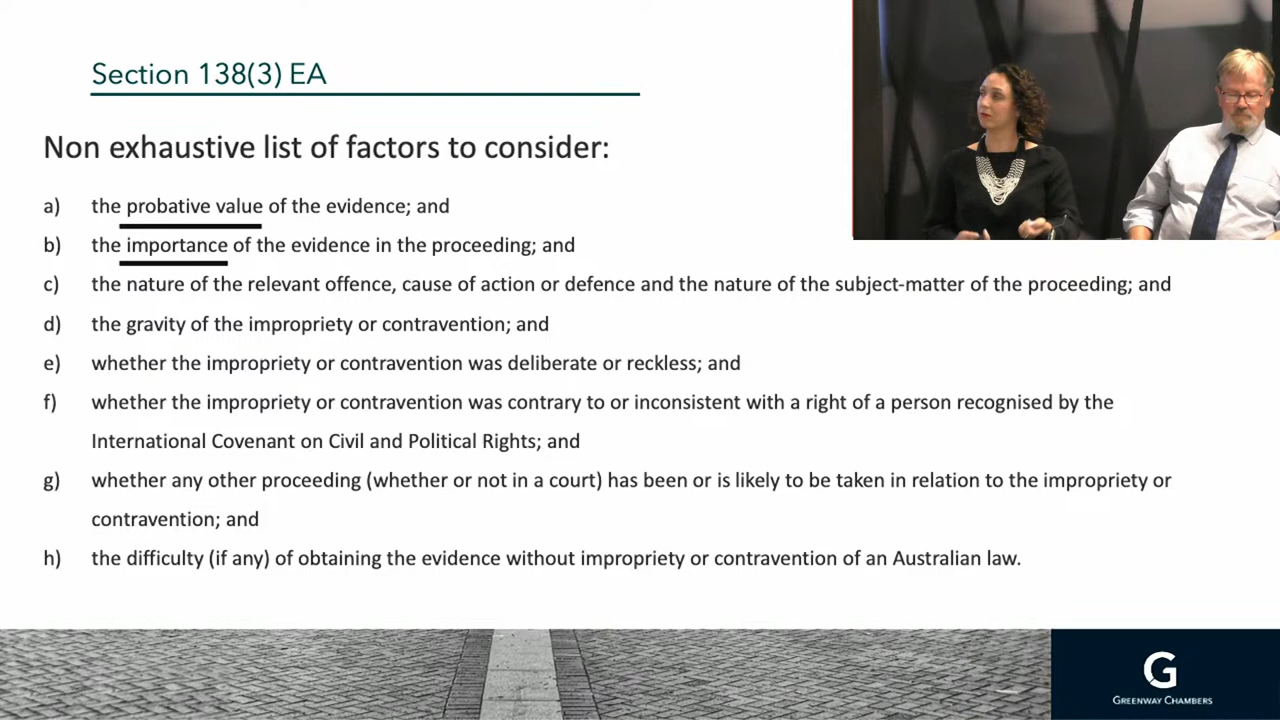 Section 138(3) EA
Non exhaustive list of factors to consider:
a) the probative value of the evidence; and
b) the importance of the evidence in the proceeding; and
c) the nature of the relevant offence, cause of action or defence and the nature of the subject-matter of the proceeding; and
d) the gravity of the impropriety or contravention; and
e) whether the impropriety or contravention was deliberate or reckless; and
f) whether the impropriety or contravention was contrary to or inconsistent with a right of a person recognised by the
International Covenant on Civil and Political Rights; and
g) whether any other proceeding (whether or not in a court) has been or is likely to be taken in relation to the impropriety or
contravention; and
h) the difficulty (if any) of obtaining the evidence without impropriety or contravention of an Australian law.
G
GREENWAY CHAMBERS